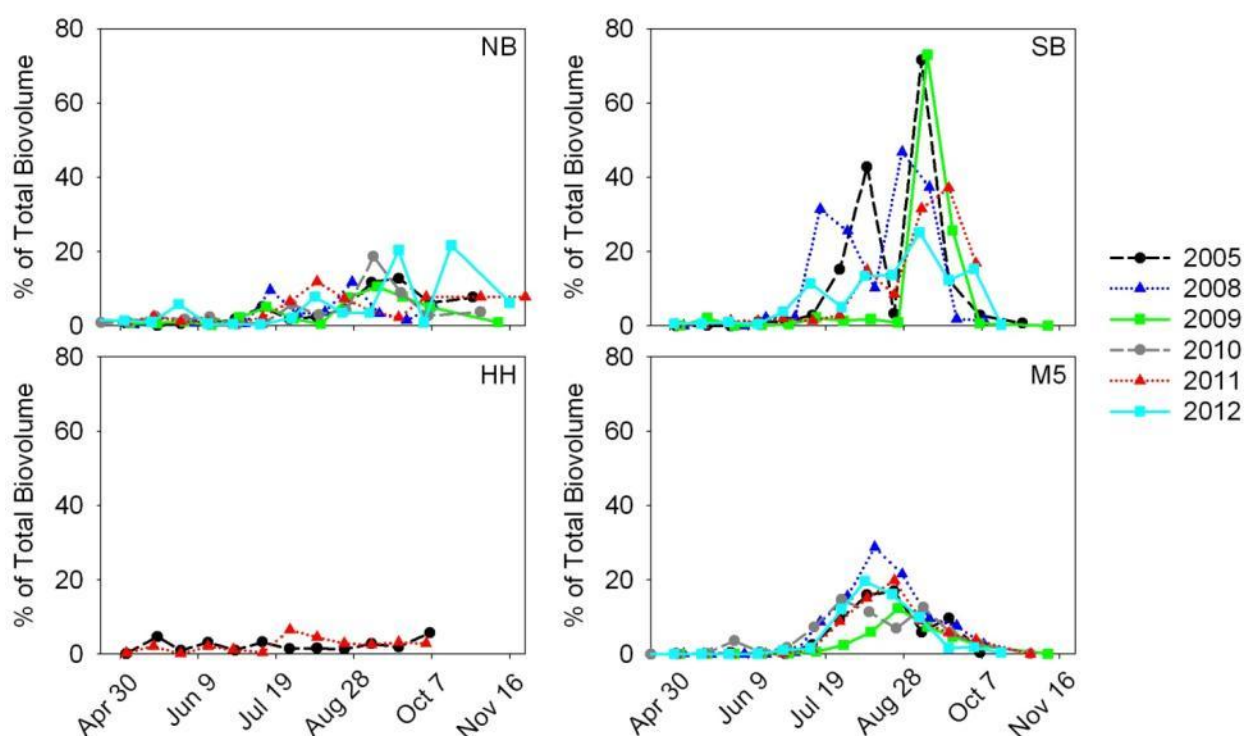 NB
% of Total Biovolume
80
60
40
20
0
SB
% of Total Biovolume
80
60
40
20
0
HH
% of Total Biovolume
80
60
40
20
0
Apr 30
Jun 9
Jul 19
Aug 28
Oct 7
Nov 16
M5
% of Total Biovolume
80
60
40
20
0
Apr 30
Jun 9
Jul 19
Aug 28
Oct 7
Nov 16
2005
2008
2009
2010
2011
2012